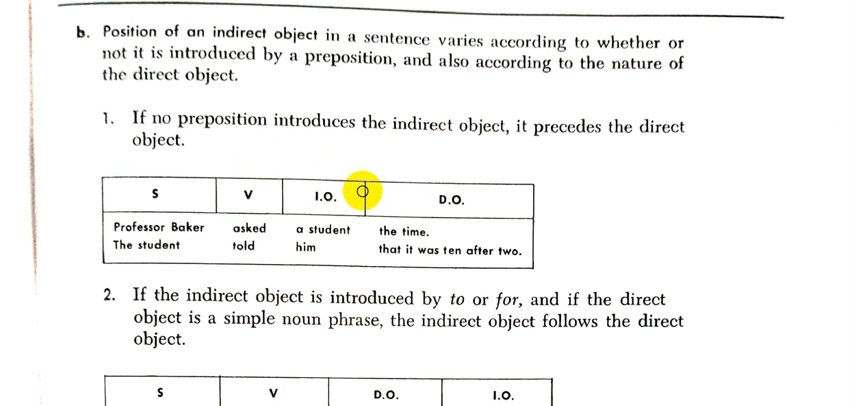 b. Position of an indirect object in a sentence varies according to whether or
not it is introduced by a preposition, and also according to the nature of
the direct object.
1. If no preposition introduces the indirect object, it precedes the direct
object.
S V I.O. D.O.
Professor Baker asked a student the time.
The student told him that it was ten after two.
2. If the indirect object is introduced by to or for, and if the direct
object is a simple noun phrase, the indirect object follows the direct
object.
S V D.O. I.O.